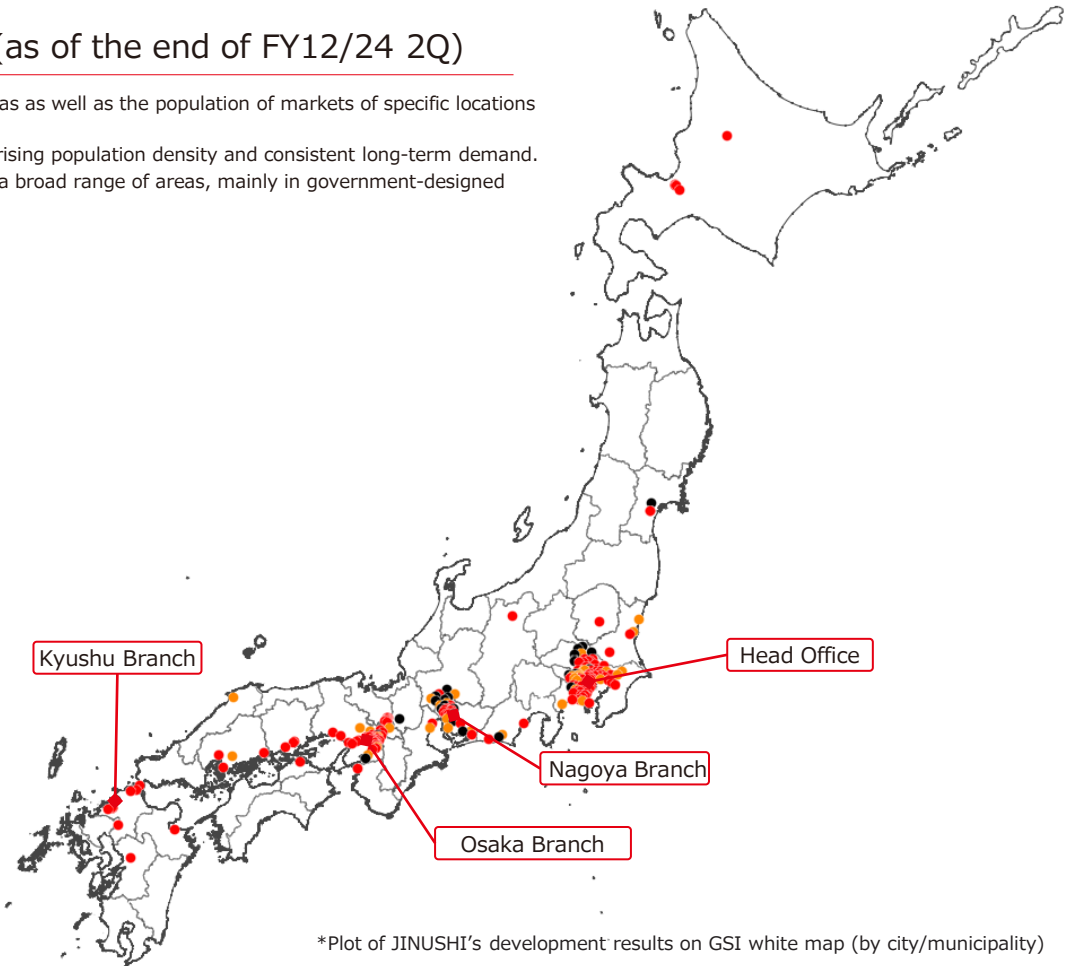 (as of the end of FY12/24 2Q)
as as well as the population of markets of specific locations
rising population density and consistent long-term demand.
a broad range of areas, mainly in government-designed
Kyushu Branch
Head Office
Nagoya Branch
Osaka Branch
*Plot of JINUSHI's development results on GSI white map (by city/municipality)